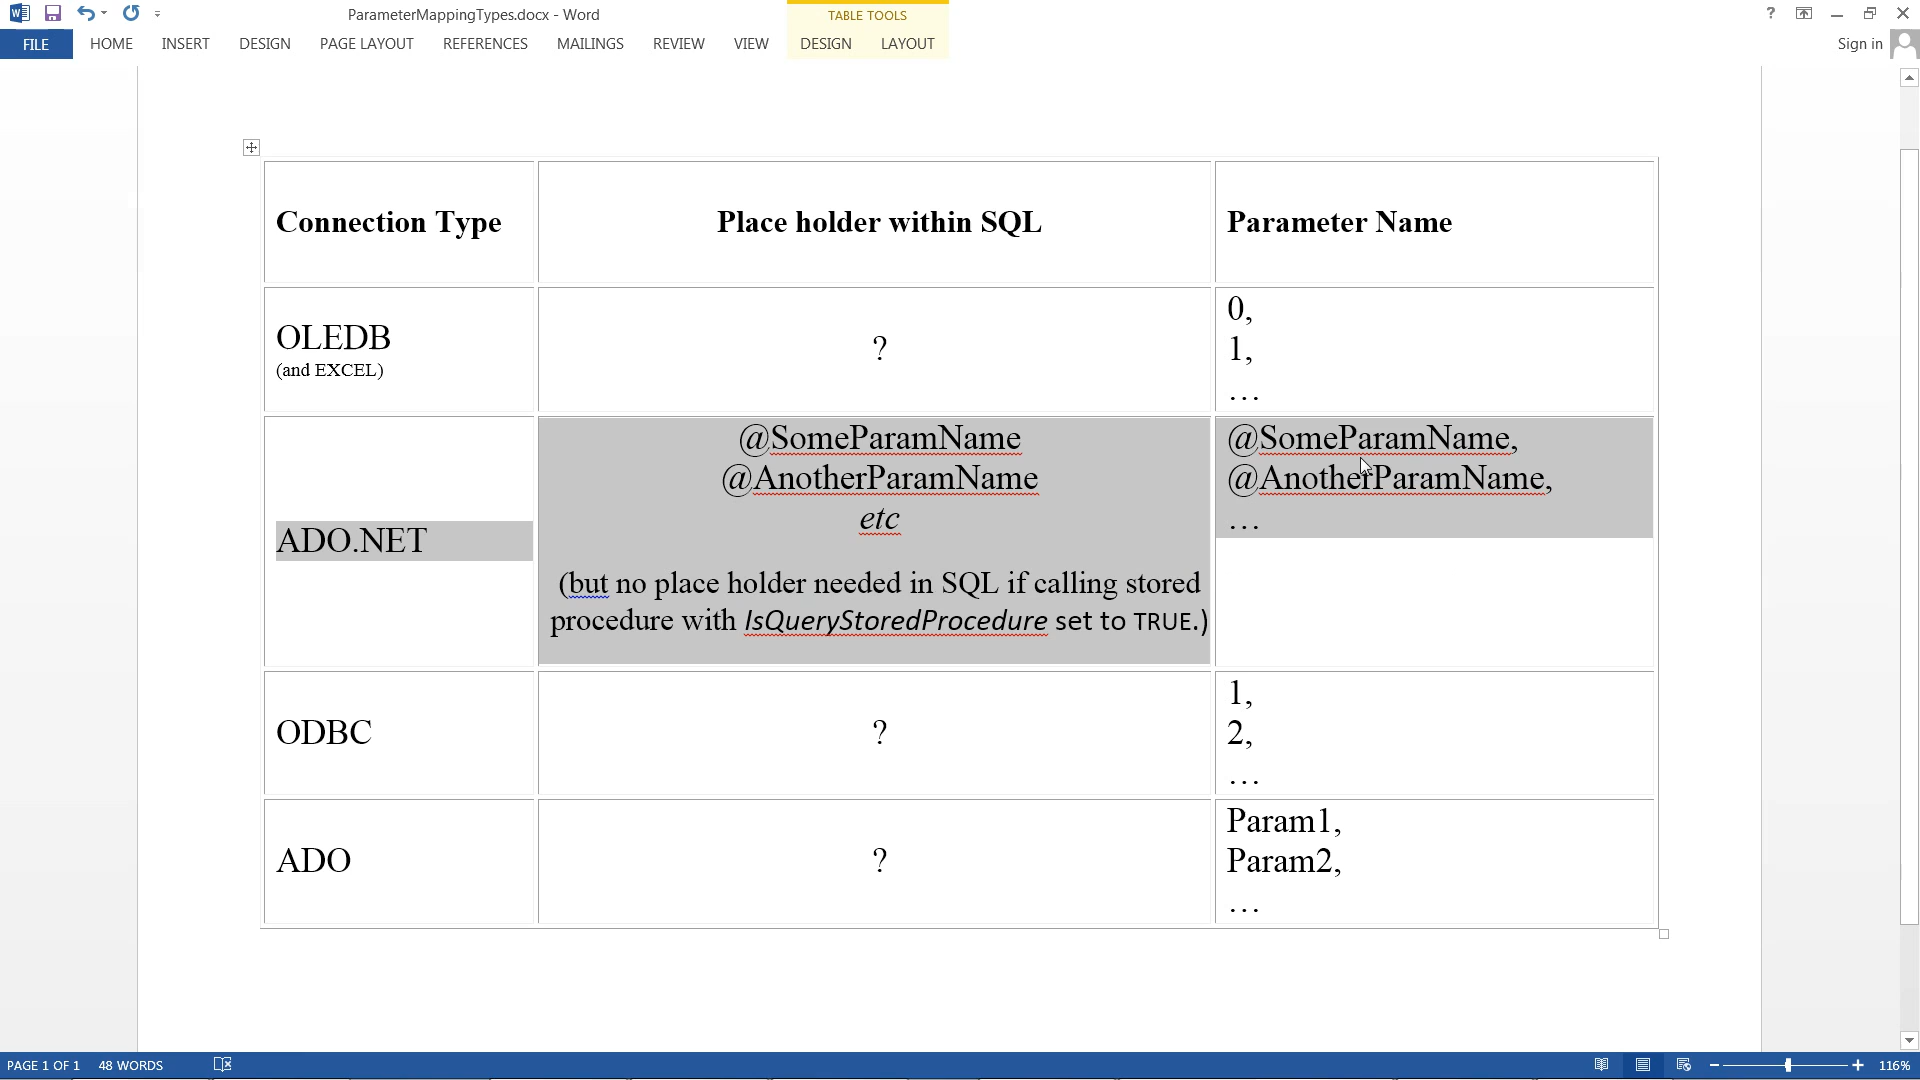 ParameterMappingTypes.docx - Word
TABLE TOOLS
?
FILE
HOME
INSERT
DESIGN
PAGE LAYOUT
REFERENCES
MAILINGS
REVIEW
VIEW
DESIGN
LAYOUT
Sign in
Connection Type
Place holder within SQL
Parameter Name
OLEDB
(and EXCEL)
?
0,
1,
…
ADO.NET
@SomeParamName
@AnotherParamName
etc
(but no place holder needed in SQL if calling stored
procedure with IsQueryStoredProcedure set to TRUE.)
@SomeParamName,
@AnotherParamName,
…
ODBC
?
1,
2,
…
ADO
?
Param1,
Param2,
…
PAGE 1 OF 1
48 WORDS
116%